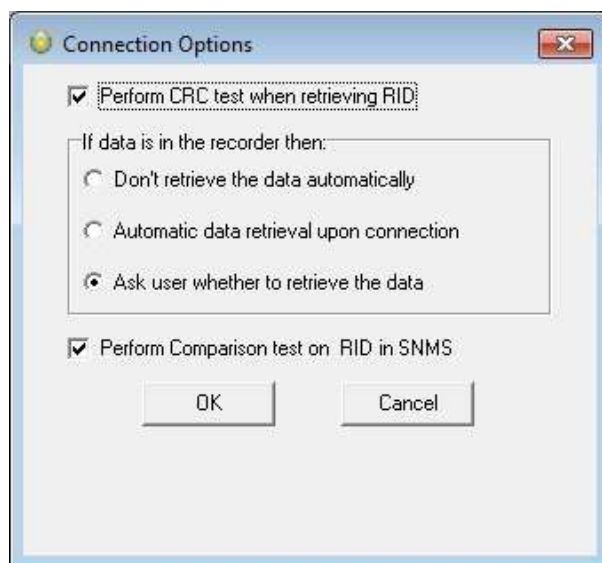 Connection Options
Perform CRC test when retrieving RID
If data is in the recorder then:
Don't retrieve the data automatically
Automatic data retrieval upon connection
Ask user whether to retrieve the data
Perform Comparison test on  RID in SNMS
OK
Cancel